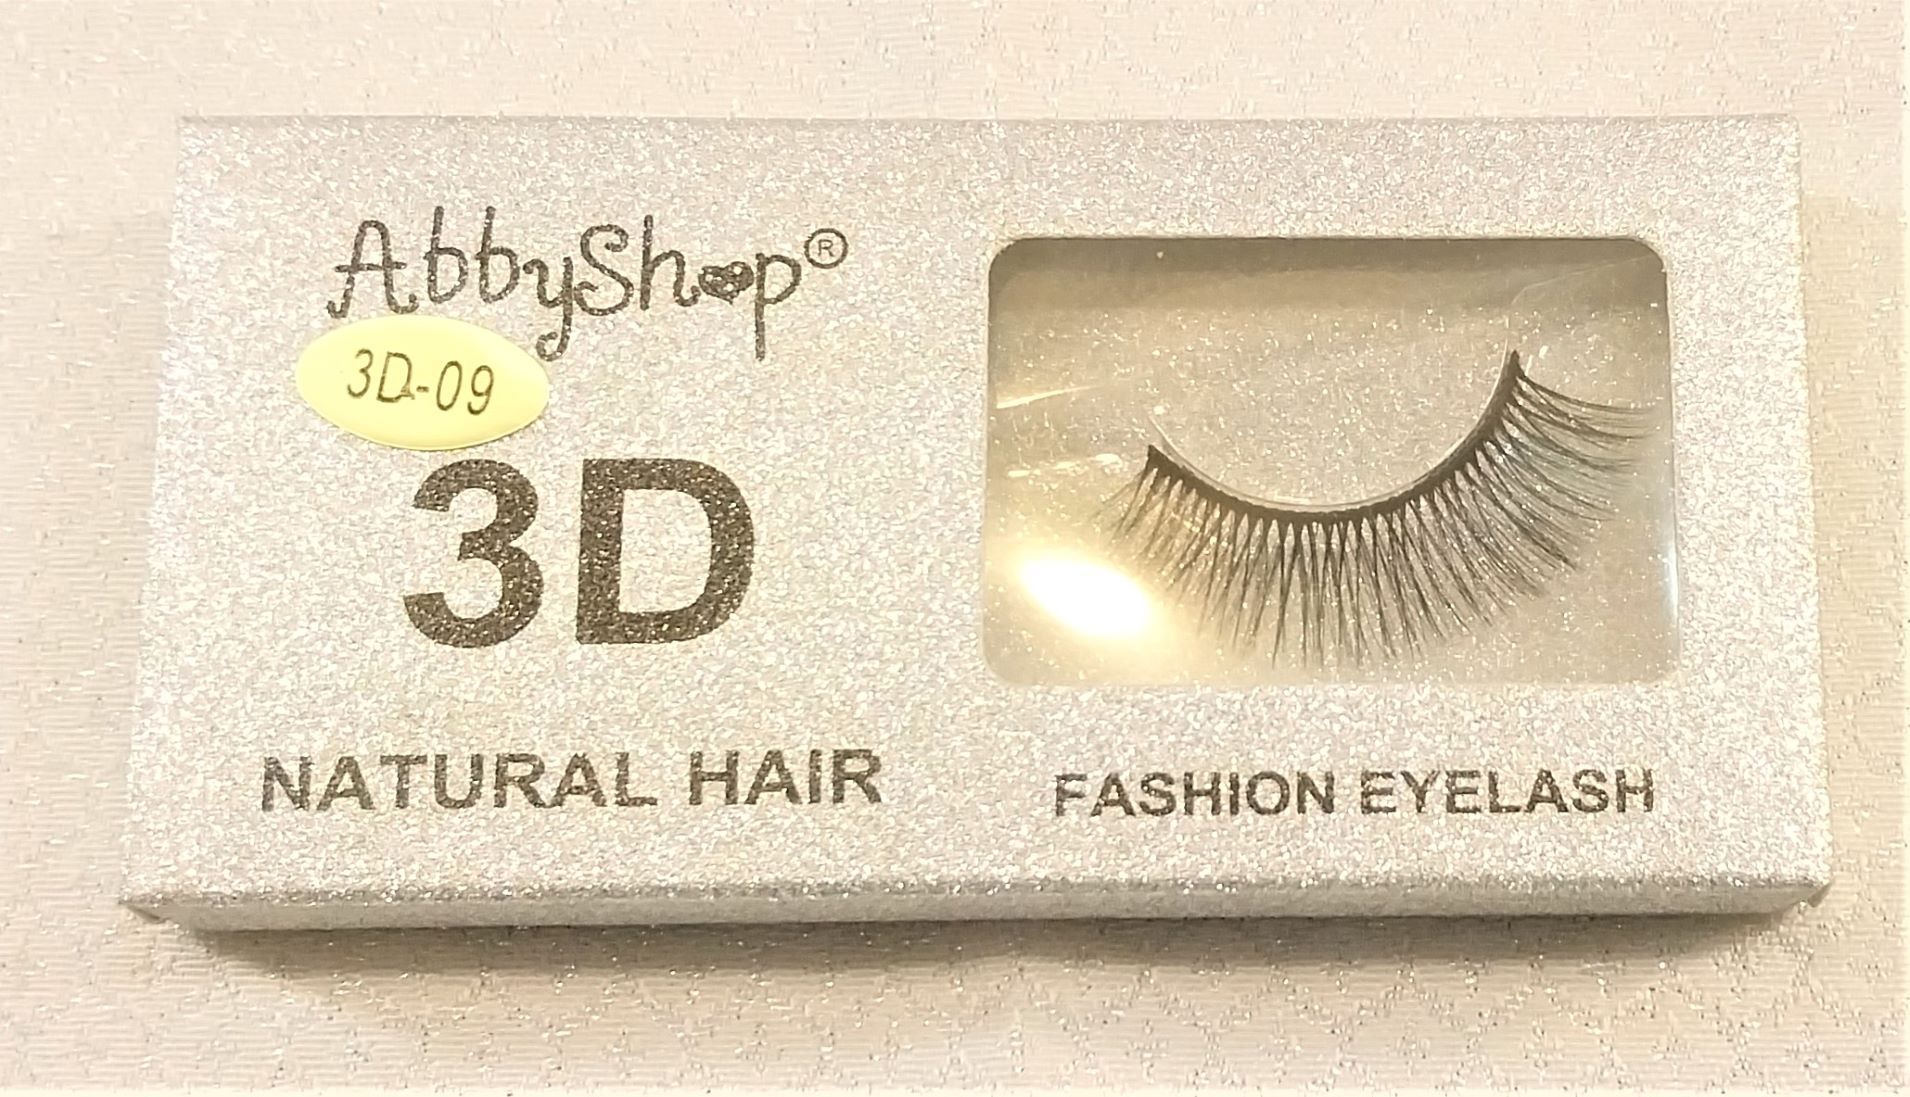 AbbyShop®
3D-09
3D
NATURAL HAIR
FASHION EYELASH